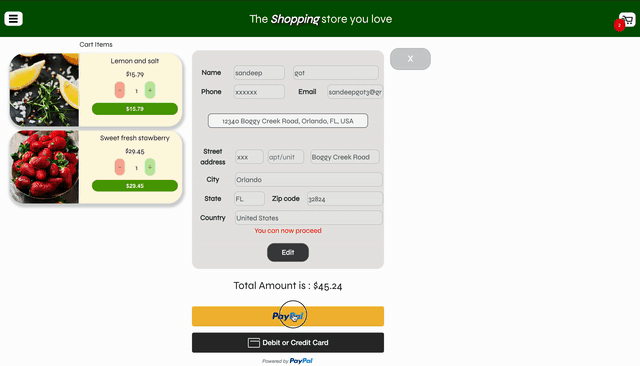 The Shopping store you love
2
Cart Items
Lemon and salt
$15.79
- 1 +
$15.79
Sweet fresh stawberry
$29.45
- 1 +
$29.45
X
Name sandeep got
Phone xxxxxx Email sandeepgot3@gr
12340 Boggy Creek Road, Orlando, FL, USA
Street address xxx opt/unit Boggy Creek Road
City Orlando
State FL Zip code 32824
Country United States
You can now proceed
Edit
Total Amount is : $45.24
PayPal
Debit or Credit Card
Powered by PayPal